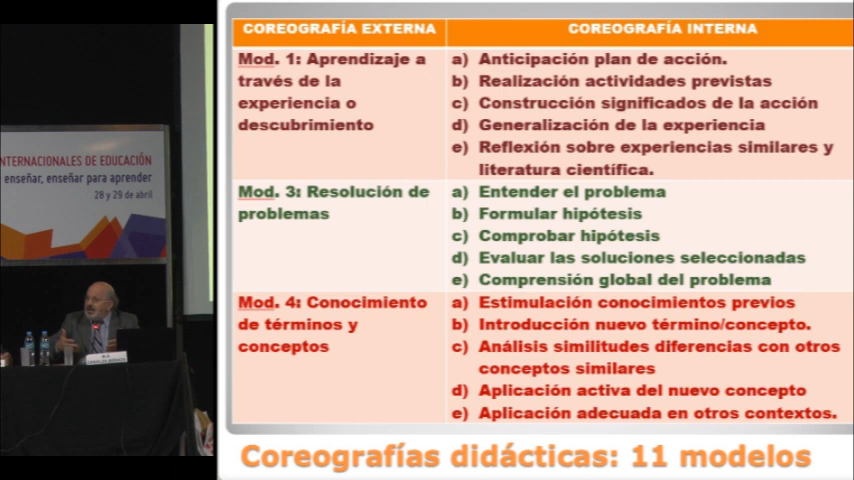 INTERNACIONALES DE EDUCACIÓN
enseñar, enseñar para aprender
28 y 29 de abril
COREOGRAFÍA EXTERNA
COREOGRAFÍA INTERNA
Mod. 1: Aprendizaje a
través de la
experiencia o
descubrimiento
a) Anticipación plan de acción.
b) Realización actividades previstas
c) Construcción significados de la acción
d) Generalización de la experiencia
e) Reflexión sobre experiencias similares y
literatura científica.
Mod. 3: Resolución de
problemas
a) Entender el problema
b) Formular hipótesis
c) Comprobar hipótesis
d) Evaluar las soluciones seleccionadas
e) Comprensión global del problema
Mod. 4: Conocimiento
de términos y
conceptos
a) Estimulación conocimientos previos
b) Introducción nuevo término/concepto.
c) Análisis similitudes diferencias con otros
conceptos similares
d) Aplicación activa del nuevo concepto
e) Aplicación adecuada en otros contextos.
Coreografías didácticas: 11 modelos